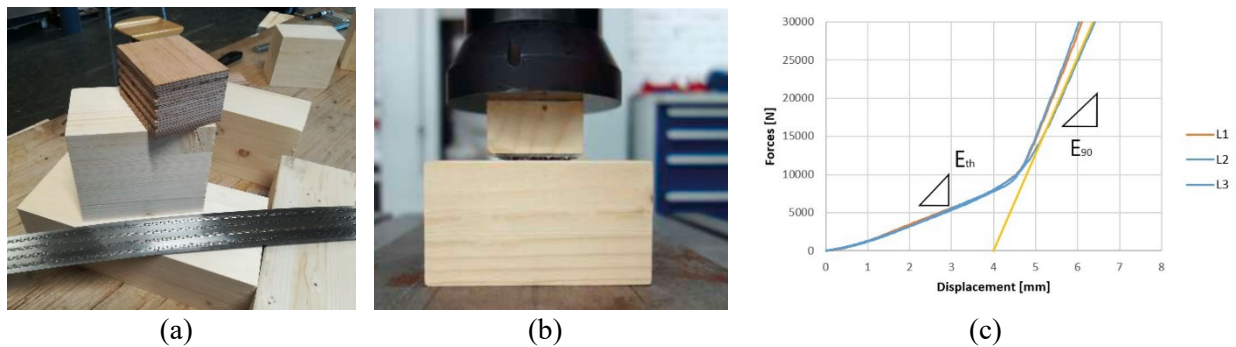 30000
25000
20000
15000
10000
5000
0
Forces [N]
E90
Eth
L1
L2
L3
0 1 2 3 4 5 6 7 8
Displacement [mm]
(a) (b) (c)